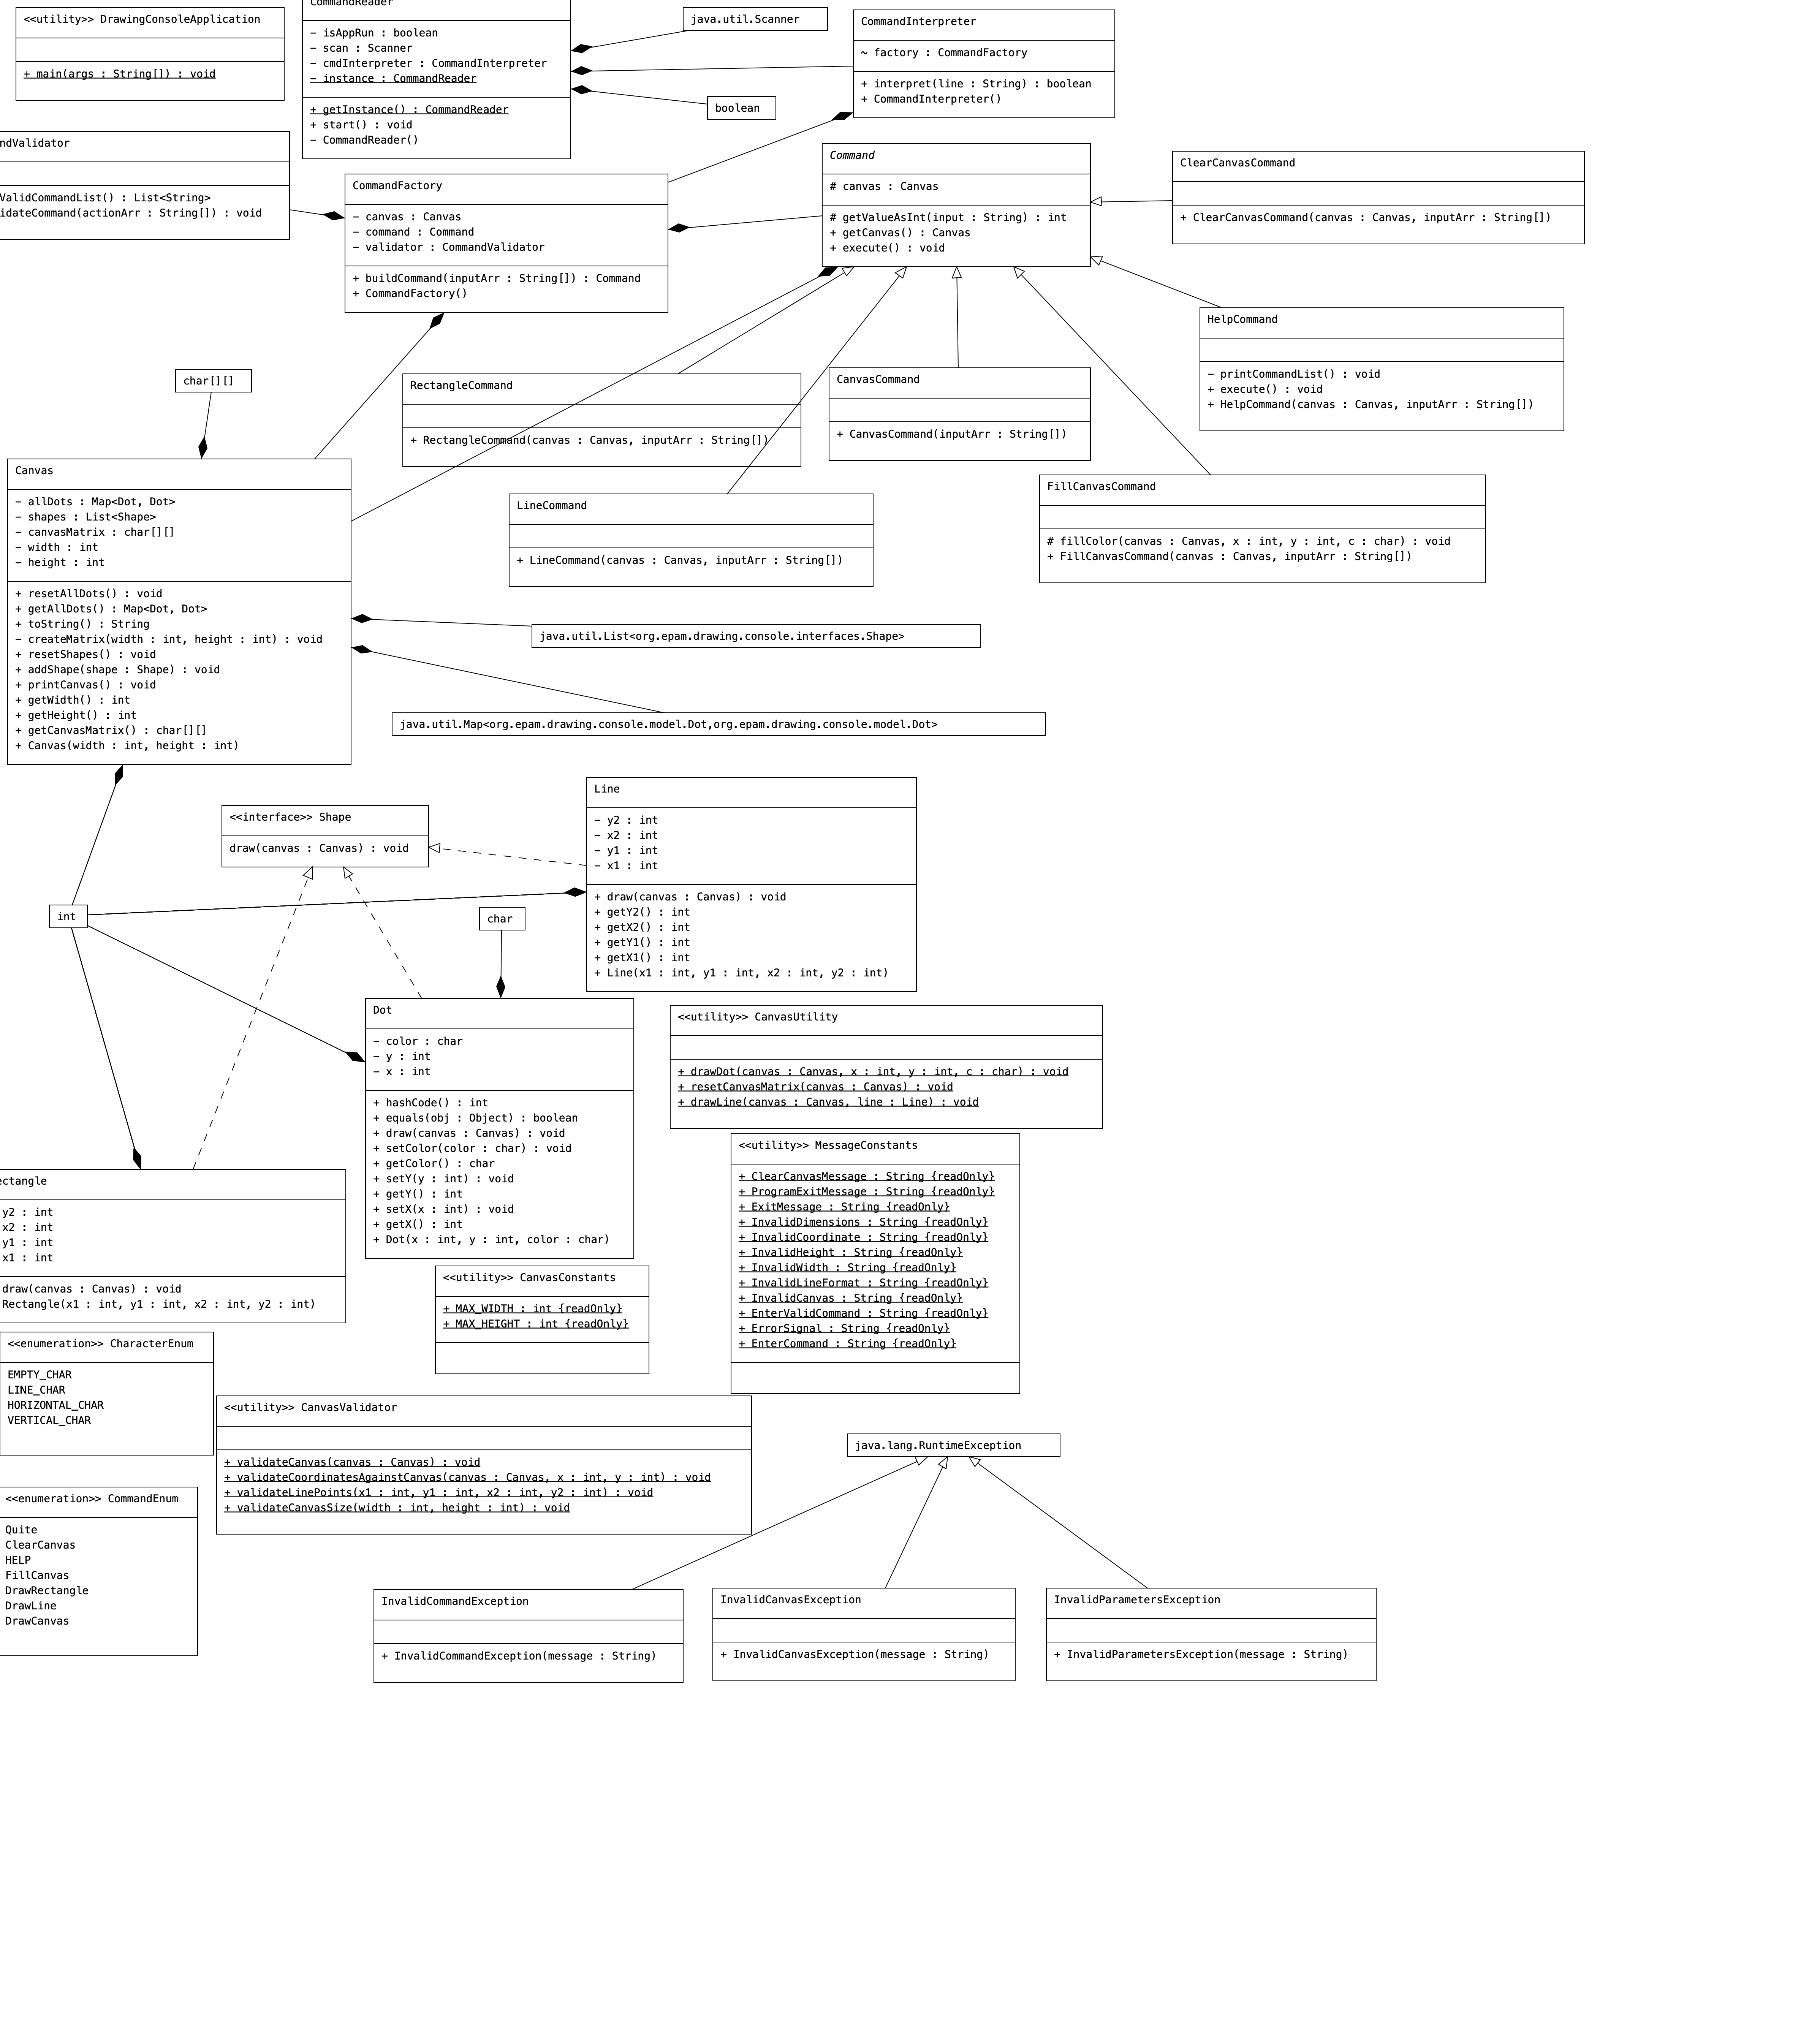 <<utility>> DrawingConsoleApplication
+ main(args : String[]) : void
CommandReader
− isAppRun : boolean
− scan : Scanner
− cmdInterpreter : CommandInterpreter
− instance : CommandReader
+ getInstance() : CommandReader
+ start() : void
− CommandReader()
java.util.Scanner
boolean
CommandInterpreter
~ factory : CommandFactory
+ interpret(line : String) : boolean
+ CommandInterpreter()
ndValidator
ValidCommandList() : List<String>
idateCommand(actionArr : String[]) : void
CommandFactory
− canvas : Canvas
− command : Command
− validator : CommandValidator
+ buildCommand(inputArr : String[]) : Command
+ CommandFactory()
Command
# canvas : Canvas
# getValueAsInt(input : String) : int
+ getCanvas() : Canvas
+ execute() : void
ClearCanvasCommand
+ ClearCanvasCommand(canvas : Canvas, inputArr : String[])
HelpCommand
− printCommandList() : void
+ execute() : void
+ HelpCommand(canvas : Canvas, inputArr : String[])
char[][]
RectangleCommand
+ RectangleCommand(canvas : Canvas, inputArr : String[])
CanvasCommand
+ CanvasCommand(inputArr : String[])
LineCommand
+ LineCommand(canvas : Canvas, inputArr : String[])
FillCanvasCommand
# fillColor(canvas : Canvas, x : int, y : int, c : char) : void
+ FillCanvasCommand(canvas : Canvas, inputArr : String[])
Canvas
− allDots : Map<Dot, Dot>
− shapes : List<Shape>
− canvasMatrix : char[][]
− width : int
− height : int
+ resetAllDots() : void
+ getAllDots() : Map<Dot, Dot>
+ toString() : String
− createMatrix(width : int, height : int) : void
+ resetShapes() : void
+ addShape(shape : Shape) : void
+ printCanvas() : void
+ getWidth() : int
+ getHeight() : int
+ getCanvasMatrix() : char[][]
+ Canvas(width : int, height : int)
java.util.List<org.epam.drawing.console.interfaces.Shape>
java.util.Map<org.epam.drawing.console.model.Dot,org.epam.drawing.console.model.Dot>
<<interface>> Shape
draw(canvas : Canvas) : void
Line
− y2 : int
− x2 : int
− y1 : int
− x1 : int
+ draw(canvas : Canvas) : void
+ getY2() : int
+ getX2() : int
+ getY1() : int
+ getX1() : int
+ Line(x1 : int, y1 : int, x2 : int, y2 : int)
int
char
Dot
− color : char
− y : int
− x : int
+ hashCode() : int
+ equals(obj : Object) : boolean
+ draw(canvas : Canvas) : void
+ setColor(color : char) : void
+ getColor() : char
+ setY(y : int) : void
+ getY() : int
+ setX(x : int) : void
+ getX() : int
+ Dot(x : int, y : int, color : char)
<<utility>> CanvasUtility
+ drawDot(canvas : Canvas, x : int, y : int, c : char) : void
+ resetCanvasMatrix(canvas : Canvas) : void
+ drawLine(canvas : Canvas, line : Line) : void
<<utility>> MessageConstants
+ ClearCanvasMessage : String {readOnly}
+ ProgramExitMessage : String {readOnly}
+ ExitMessage : String {readOnly}
+ InvalidDimensions : String {readOnly}
+ InvalidCoordinate : String {readOnly}
+ InvalidHeight : String {readOnly}
+ InvalidWidth : String {readOnly}
+ InvalidLineFormat : String {readOnly}
+ InvalidCanvas : String {readOnly}
+ EnterValidCommand : String {readOnly}
+ ErrorSignal : String {readOnly}
+ EnterCommand : String {readOnly}
ectangle
y2 : int
x2 : int
y1 : int
x1 : int
draw(canvas : Canvas) : void
Rectangle(x1 : int, y1 : int, x2 : int, y2 : int)
<<utility>> CanvasConstants
+ MAX_WIDTH : int {readOnly}
+ MAX_HEIGHT : int {readOnly}
<<enumeration>> CharacterEnum
EMPTY_CHAR
LINE_CHAR
HORIZONTAL_CHAR
VERTICAL_CHAR
<<utility>> CanvasValidator
+ validateCanvas(canvas : Canvas) : void
+ validateCoordinatesAgainstCanvas(canvas : Canvas, x : int, y : int) : void
+ validateLinePoints(x1 : int, y1 : int, x2 : int, y2 : int) : void
+ validateCanvasSize(width : int, height : int) : void
java.lang.RuntimeException
<<enumeration>> CommandEnum
Quite
ClearCanvas
HELP
FillCanvas
DrawRectangle
DrawLine
DrawCanvas
InvalidCommandException
+ InvalidCommandException(message : String)
InvalidCanvasException
+ InvalidCanvasException(message : String)
InvalidParametersException
+ InvalidParametersException(message : String)